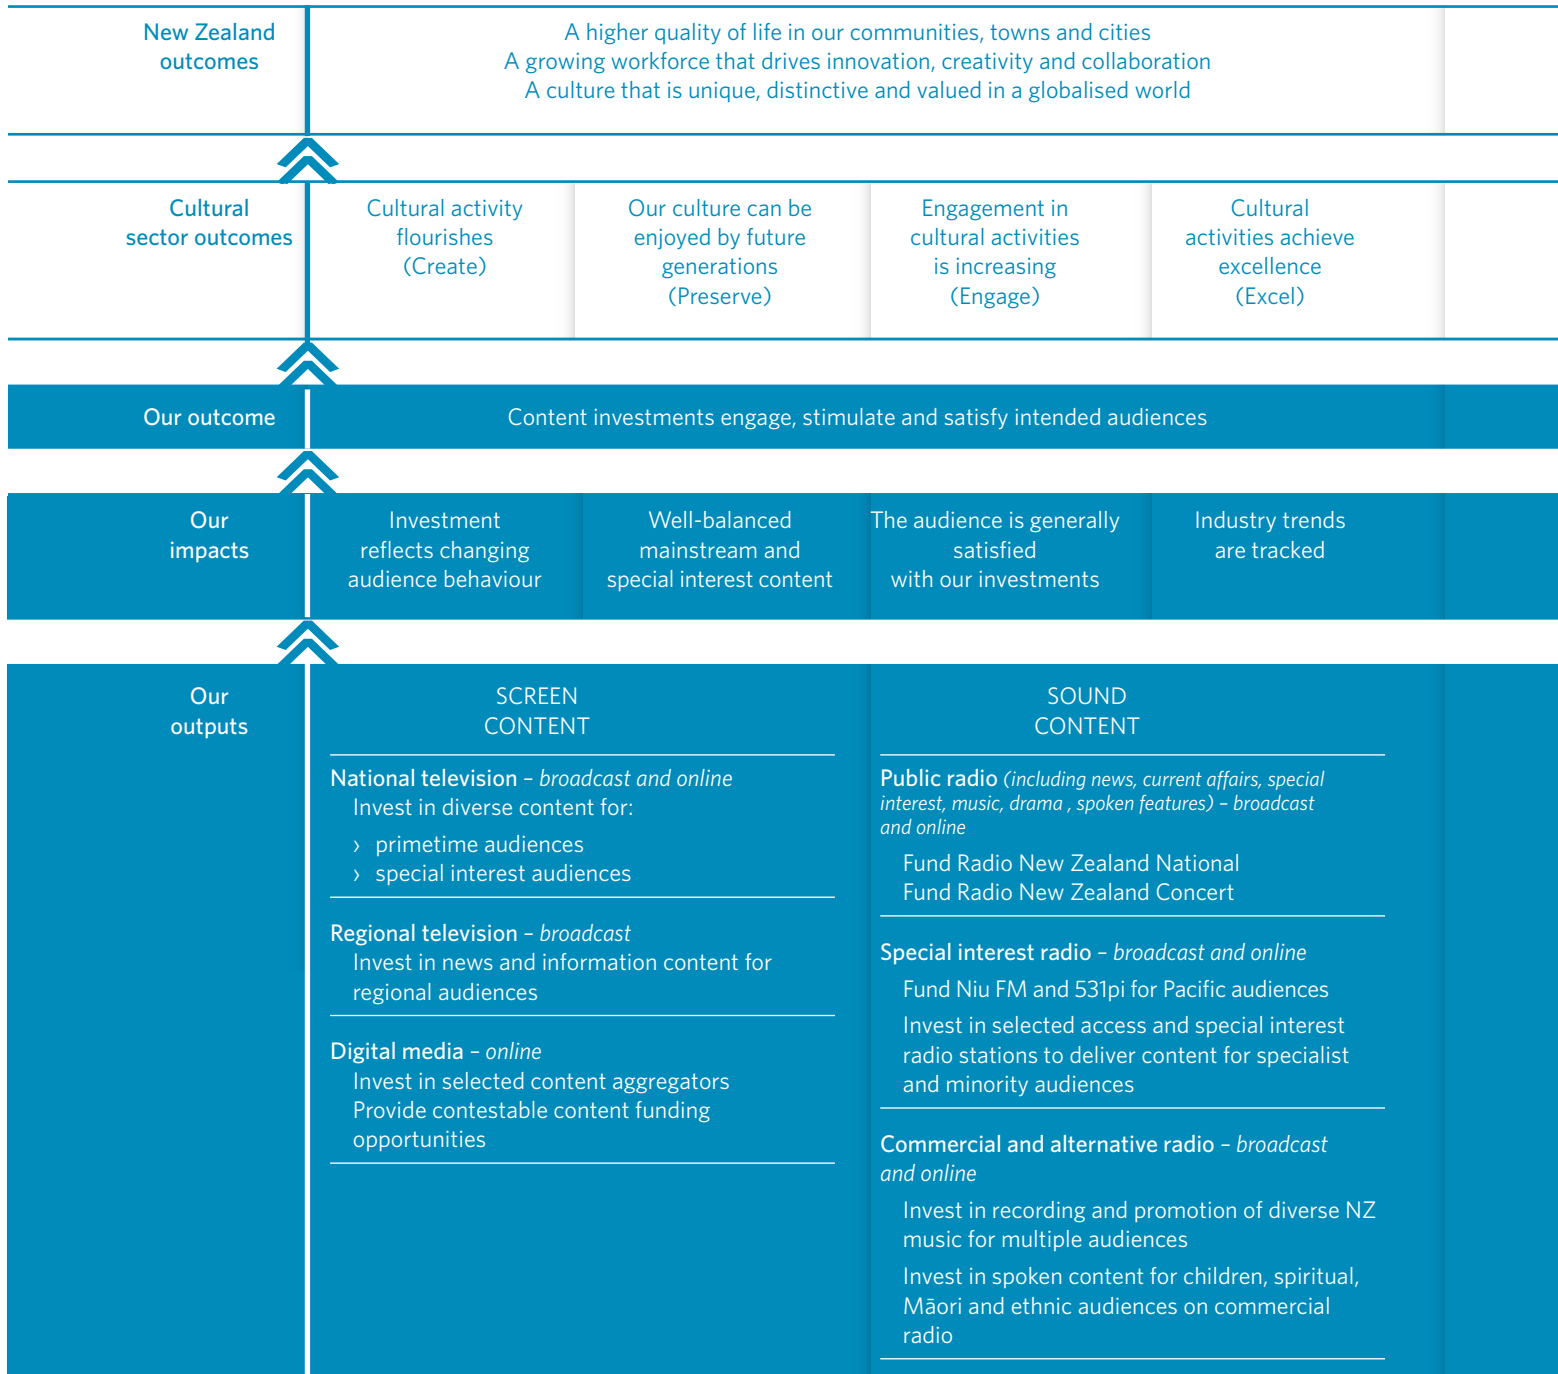 New Zealand
outcomes
A higher quality of life in our communities, towns and cities
A growing workforce that drives innovation, creativity and collaboration
A culture that is unique, distinctive and valued in a globalised world
Cultural
sector outcomes
Cultural activity
flourishes
(Create)
Our culture can be
enjoyed by future
generations
(Preserve)
Engagement in
cultural activities
is increasing
(Engage)
Cultural
activities achieve
excellence
(Excel)
Our outcome
Content investments engage, stimulate and satisfy intended audiences
Our
impacts
Investment
reflects changing
audience behaviour
Well-balanced
mainstream and
special interest content
The audience is generally
satisfied
with our investments
Industry trends
are tracked
Our
outputs
SCREEN
CONTENT
National television – broadcast and online
Invest in diverse content for:
› primetime audiences
› special interest audiences
Regional television – broadcast
Invest in news and information content for
regional audiences
Digital media – online
Invest in selected content aggregators
Provide contestable content funding
opportunities
SOUND
CONTENT
Public radio (including news, current affairs, special
interest, music, drama , spoken features) – broadcast
and online
Fund Radio New Zealand National
Fund Radio New Zealand Concert
Special interest radio – broadcast and online
Fund Niu FM and 531pi for Pacific audiences
Invest in selected access and special interest
radio stations to deliver content for specialist
and minority audiences
Commercial and alternative radio – broadcast
and online
Invest in recording and promotion of diverse NZ
music for multiple audiences
Invest in spoken content for children, spiritual,
Māori and ethnic audiences on commercial
radio